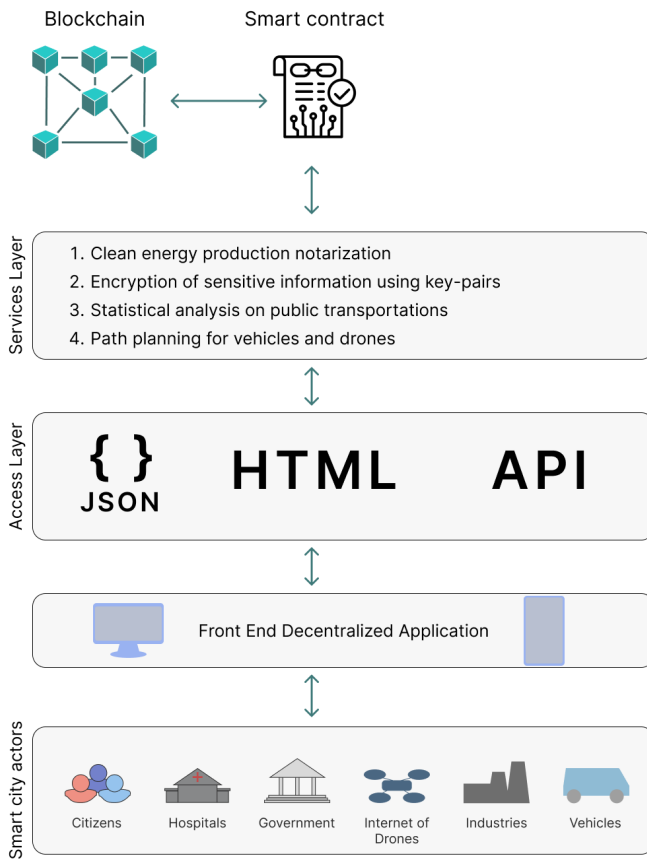 Blockchain
Smart contract
Services Layer
1. Clean energy production notarization
2. Encryption of sensitive information using key-pairs
3. Statistical analysis on public transportations
4. Path planning for vehicles and drones
Access Layer
{ }
JSON
HTML
API
Front End Decentralized Application
Smart city actors
Citizens
Hospitals
Government
Internet of
Drones
Industries
Vehicles